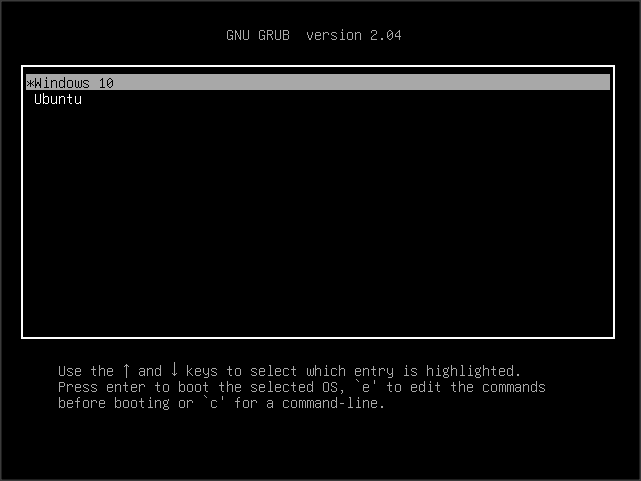 GNU GRUB  version 2.04
*Windows 10
Ubuntu
Use the ↑ and ↓ keys to select which entry is highlighted.
Press enter to boot the selected OS, `e' to edit the commands
before booting or `c' for a command-line.